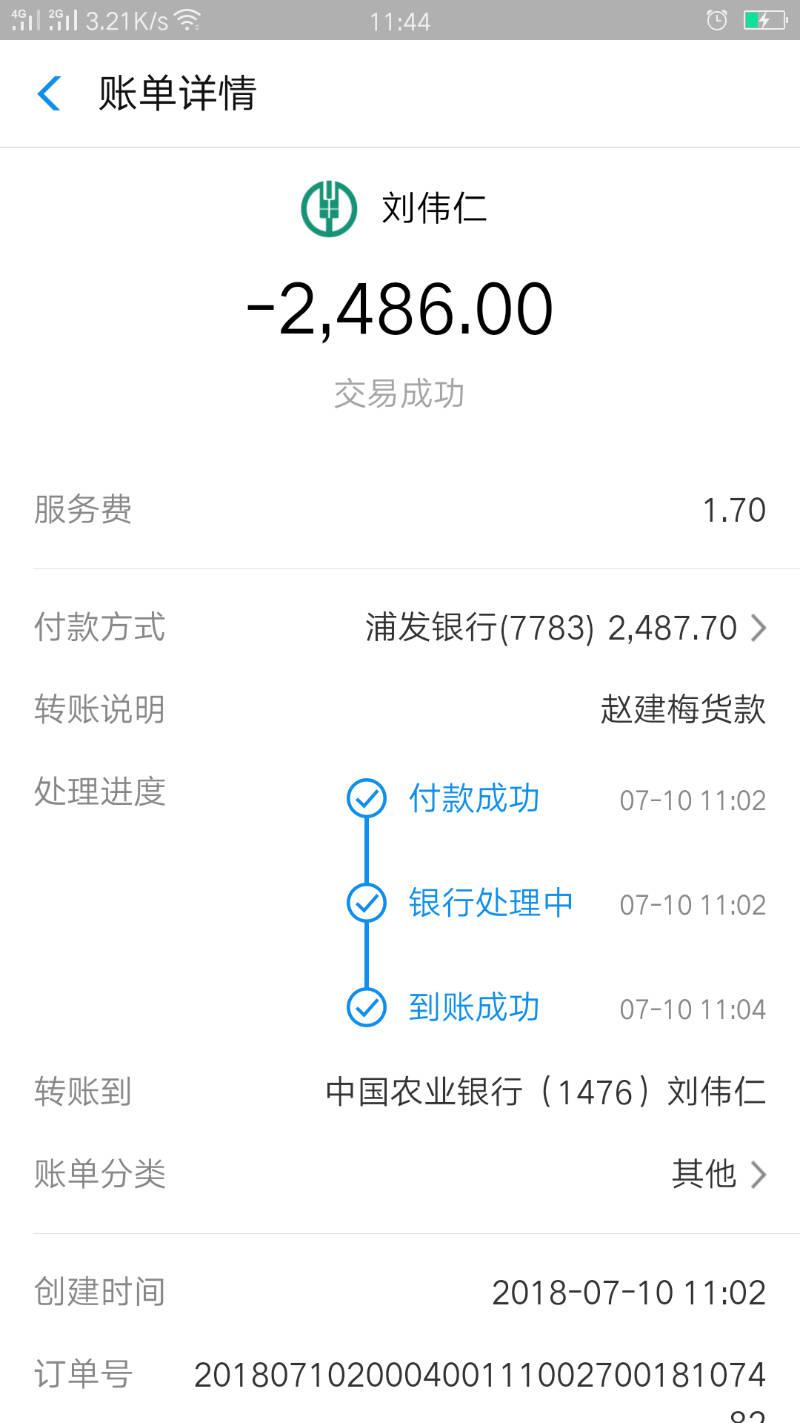 4G 2G 3.21K/s 11:44
账单详情
刘伟仁
-2,486.00
交易成功
服务费 1.70
付款方式 浦发银行(7783) 2,487.70
转账说明 赵建梅货款
处理进度 付款成功 07-10 11:02
银行处理中 07-10 11:02
到账成功 07-10 11:04
转账到 中国农业银行（1476）刘伟仁
账单分类 其他
创建时间 2018-07-10 11:02
订单号 201807102000400111002700181074
82